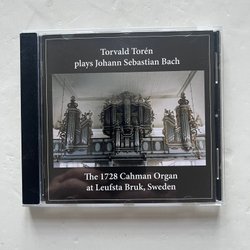 Torvald Torén
plays Johann Sebastian Bach
The 1728 Cahman Organ
at Leufsta Bruk, Sweden